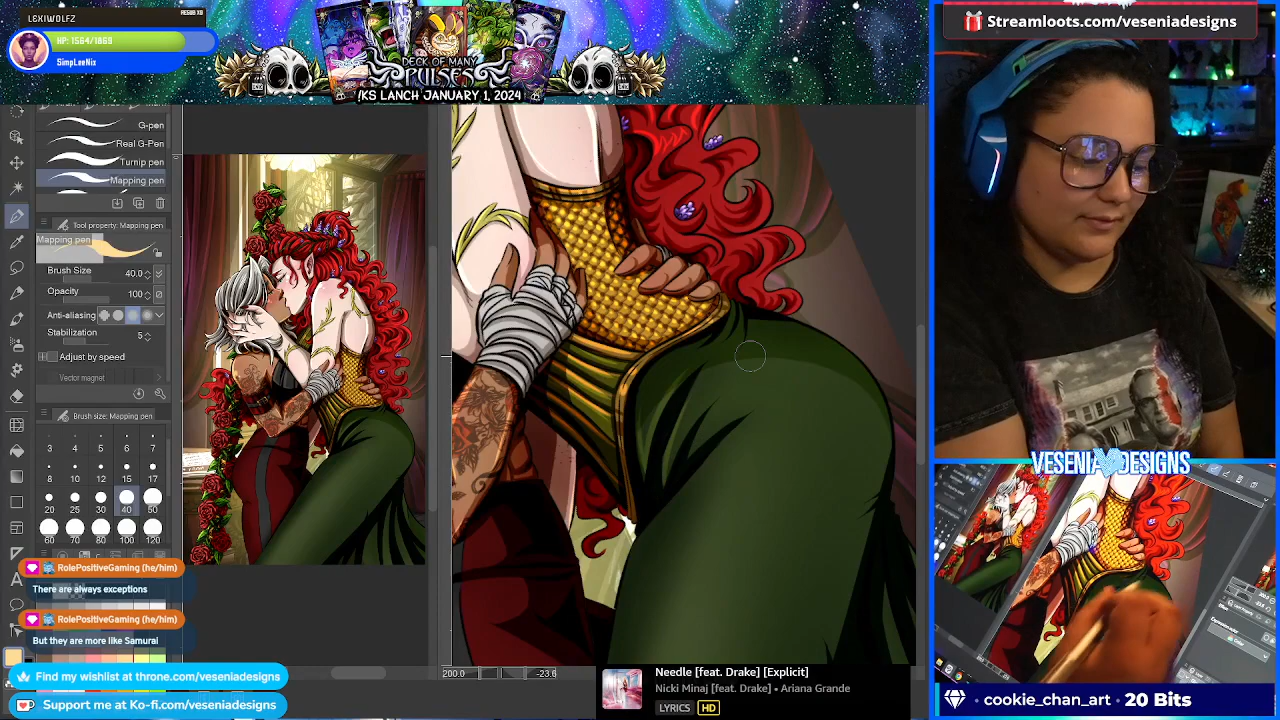 LEXIWOLFZ
HP: 1564/1869
SimpLeeNix
DECK OF MANY
PULSES
!KS LANCH JANUARY 1, 2024
Streamloots.com/veseniadesigns
G-pen
Real G-Pen
Turnip pen
Mapping pen
Tool property: Mapping pen
Mapping pen
Brush Size 40.0
Opacity 100
Anti-aliasing
Stabilization
5
Adjust by speed
Vector magnet
Brush size: Mapping pen
3 4 5 6 7
8 10 12 15 17
20 25 30 40 50
60 70 80 100 120
RolePositiveGaming (he/him)
There are always exceptions
RolePositiveGaming (he/him)
But they are more like Samurai
Find my wishlist at throne.com/veseniadesigns
Support me at Ko-fi.com/veseniadesigns
200.0 -23.6
Needle [feat. Drake] [Explicit]
Nicki Minaj [feat. Drake] • Ariana Grande
LYRICS HD
VESENIA DESIGNS
cookie_chan_art • 20 Bits